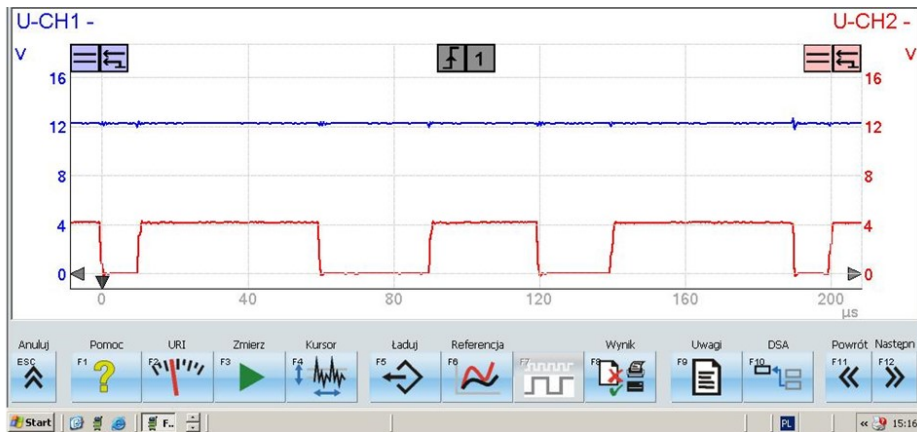 U-CH1 -
U-CH2 -
V
1
V
16
16
12
12
8
8
4
4
0
0
0
40
80
120
160
200
µs
Anuluj
Pomoc
URI
Zmierz
Kursor
Ładuj
Referencja
Wynik
Uwagi
DSA
Powrót
Następn
ESC
F1
?
F2
F3
F4
F5
F6
F7
F8
F9
F10
F11
F12
Start
F..
PL
«
15:16